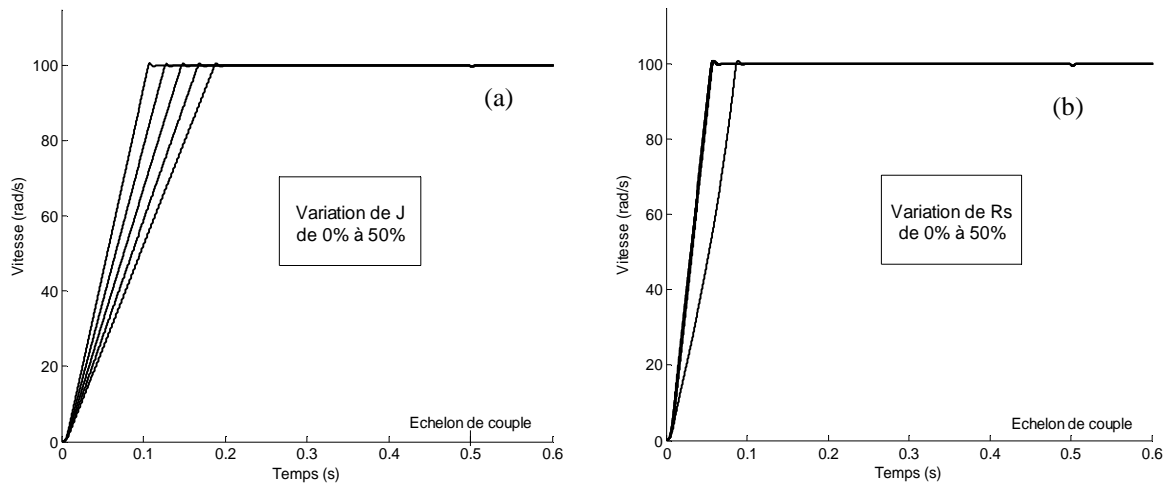 100
80
60
40
20
0
Vitesse (rad/s)
(a)
Variation de J
de 0% à 50%
Echelon de couple
0
0.1
0.2
0.3
0.4
0.5
0.6
Temps (s)
100
80
60
40
20
0
Vitesse (rad/s)
(b)
Variation de Rs
de 0% à 50%
Echelon de couple
0
0.1
0.2
0.3
0.4
0.5
0.6
Temps (s)